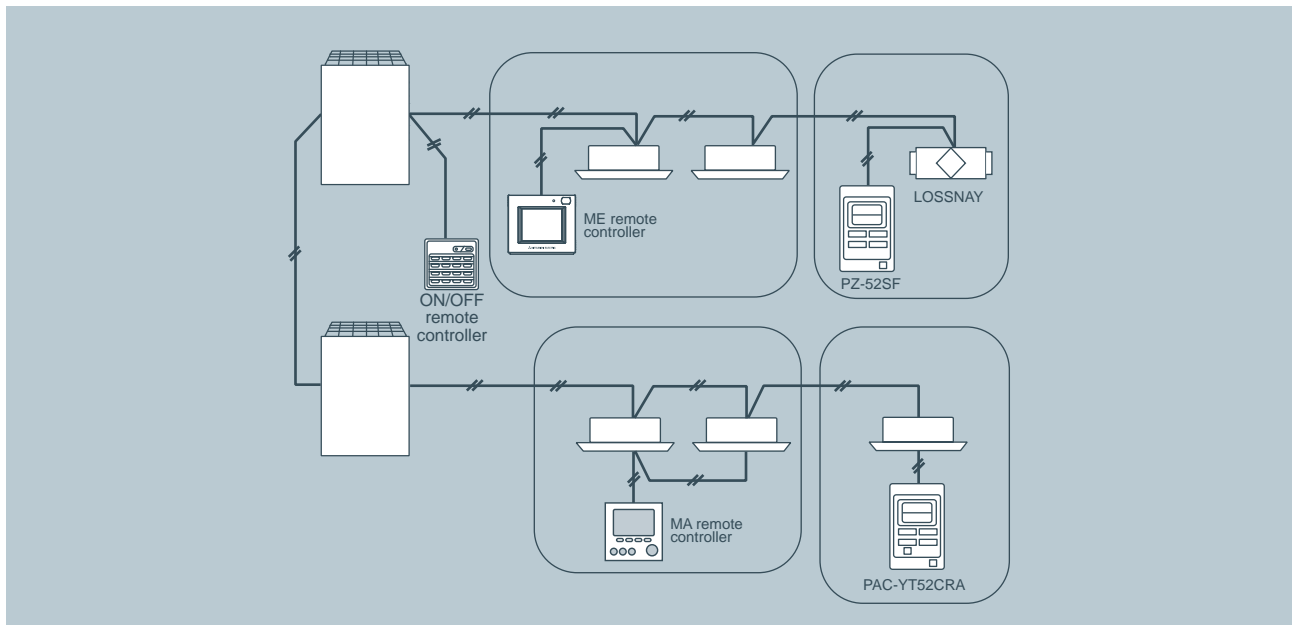 ME remote
controller
LOSSNAY
PZ-52SF
ON/OFF
remote
controller
MA remote
controller
PAC-YT52CRA